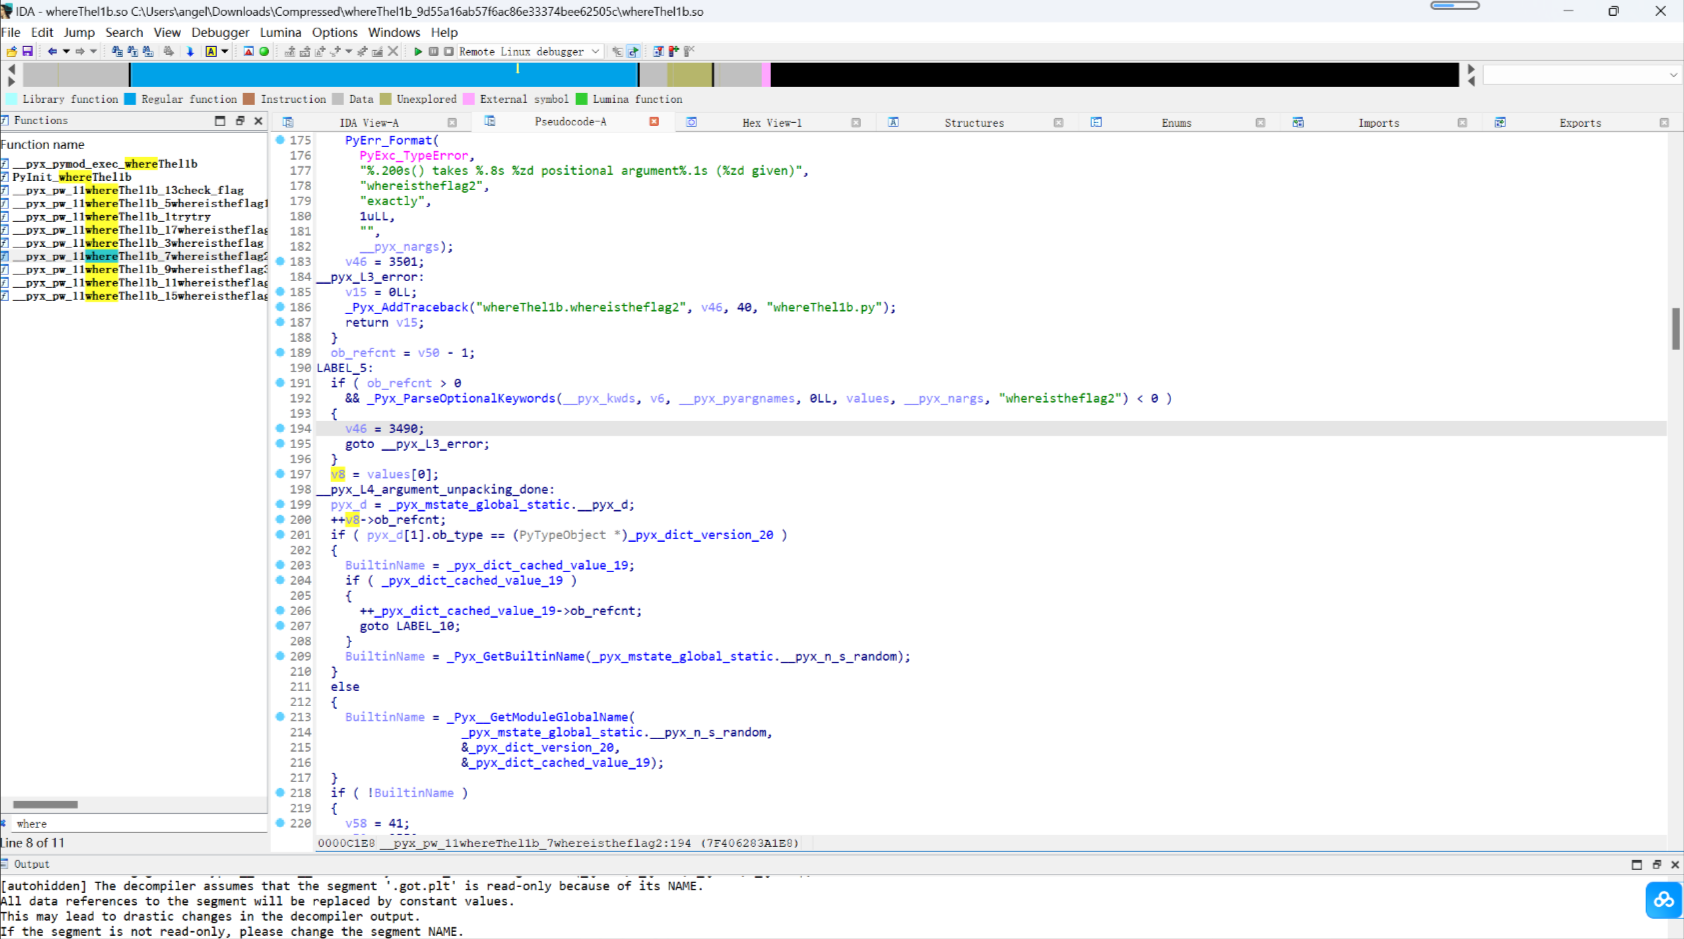 IDA - whereThel1b.so C:\Users\angel\Downloads\Compressed\whereThel1b_9d55a16ab57f6ac86e33374bee62505c\whereThel1b.so
File Edit Jump Search View Debugger Lumina Options Windows Help
Remote Linux debugger
Library function Regular function Instruction Data Unexplored External symbol Lumina function
Functions
IDA View-A Pseudocode-A Hex View-1 Structures Enums Imports Exports
Function name
__pyx_pymod_exec_whereThel1b
PyInit_whereThel1b
__pyx_pw_11whereThel1b_13check_flag
__pyx_pw_11whereThel1b_5whereistheflag1
__pyx_pw_11whereThel1b_1trytry
__pyx_pw_11whereThel1b_17whereistheflag
__pyx_pw_11whereThel1b_3whereistheflag
__pyx_pw_11whereThel1b_7whereistheflag2
__pyx_pw_11whereThel1b_9whereistheflag3
__pyx_pw_11whereThel1b_11whereistheflag
__pyx_pw_11whereThel1b_15whereistheflag
where
Line 8 of 11
175 PyErr_Format(
176 PyExc_TypeError,
177 "%.200s() takes %.8s %zd positional argument%.1s (%zd given)",
178 "whereistheflag2",
179 "exactly",
180 1uLL,
181 "",
182 __pyx_nargs);
183 v46 = 3501;
184 __pyx_L3_error:
185 v15 = 0LL;
186 _Pyx_AddTraceback("whereThel1b.whereistheflag2", v46, 40, "whereThel1b.py");
187 return v15;
188 }
189 ob_refcnt = v50 - 1;
190 LABEL_5:
191 if ( ob_refcnt > 0
192 && _Pyx_ParseOptionalKeywords(__pyx_kwds, v6, __pyx_pyargnames, 0LL, values, __pyx_nargs, "whereistheflag2") < 0 )
193 {
194 v46 = 3490;
195 goto __pyx_L3_error;
196 }
197 v8 = values[0];
198 __pyx_L4_argument_unpacking_done:
199 pyx_d = _pyx_mstate_global_static.__pyx_d;
200 ++v8->ob_refcnt;
201 if ( pyx_d[1].ob_type == (PyTypeObject *)_pyx_dict_version_20 )
202 {
203 BuiltinName = _pyx_dict_cached_value_19;
204 if ( _pyx_dict_cached_value_19 )
205 {
206 ++_pyx_dict_cached_value_19->ob_refcnt;
207 goto LABEL_10;
208 }
209 BuiltinName = _Pyx_GetBuiltinName(_pyx_mstate_global_static.__pyx_n_s_random);
210 }
211 else
212 {
213 BuiltinName = _Pyx__GetModuleGlobalName(
214 _pyx_mstate_global_static.__pyx_n_s_random,
215 &_pyx_dict_version_20,
216 &_pyx_dict_cached_value_19);
217 }
218 if ( !BuiltinName )
219 {
220 v58 = 41;
0000C1E8 __pyx_pw_11whereThel1b_7whereistheflag2:194 (7F406283A1E8)
Output
[autohidden] The decompiler assumes that the segment '.got.plt' is read-only because of its NAME.
All data references to the segment will be replaced by constant values.
This may lead to drastic changes in the decompiler output.
If the segment is not read-only, please change the segment NAME.